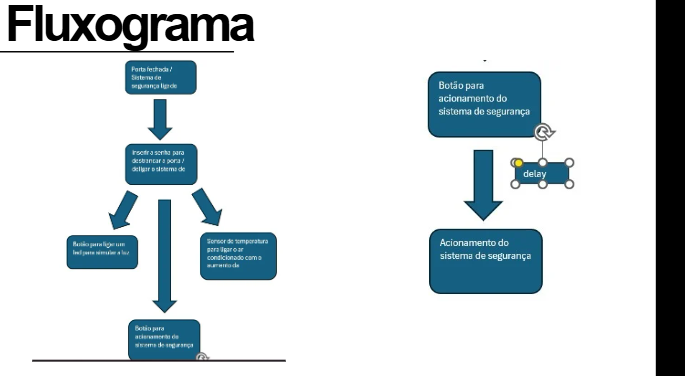 Fluxograma
Porta fechada /
Sistema de
segurança ligado
Inserir a senha para
destrancar a porta /
deligar o sistema de
Botão para ligar um
led para simular a luz
Sensor de temperatura
para ligar o ar
condicionado com o
aumento da
Botão para
acionamento do
sistema de segurança
Botão para
acionamento do
sistema de segurança
delay
Acionamento do
sistema de segurança